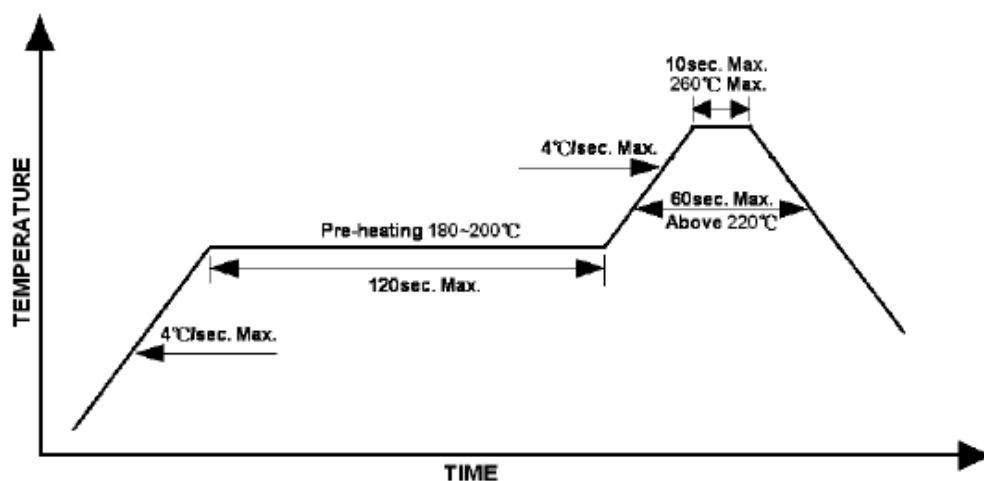 10sec. Max.
260℃ Max.
4℃/sec. Max.
60sec. Max.
Above 220℃
Pre-heating 180~200℃
120sec. Max.
4℃/sec. Max.
TEMPERATURE
TIME